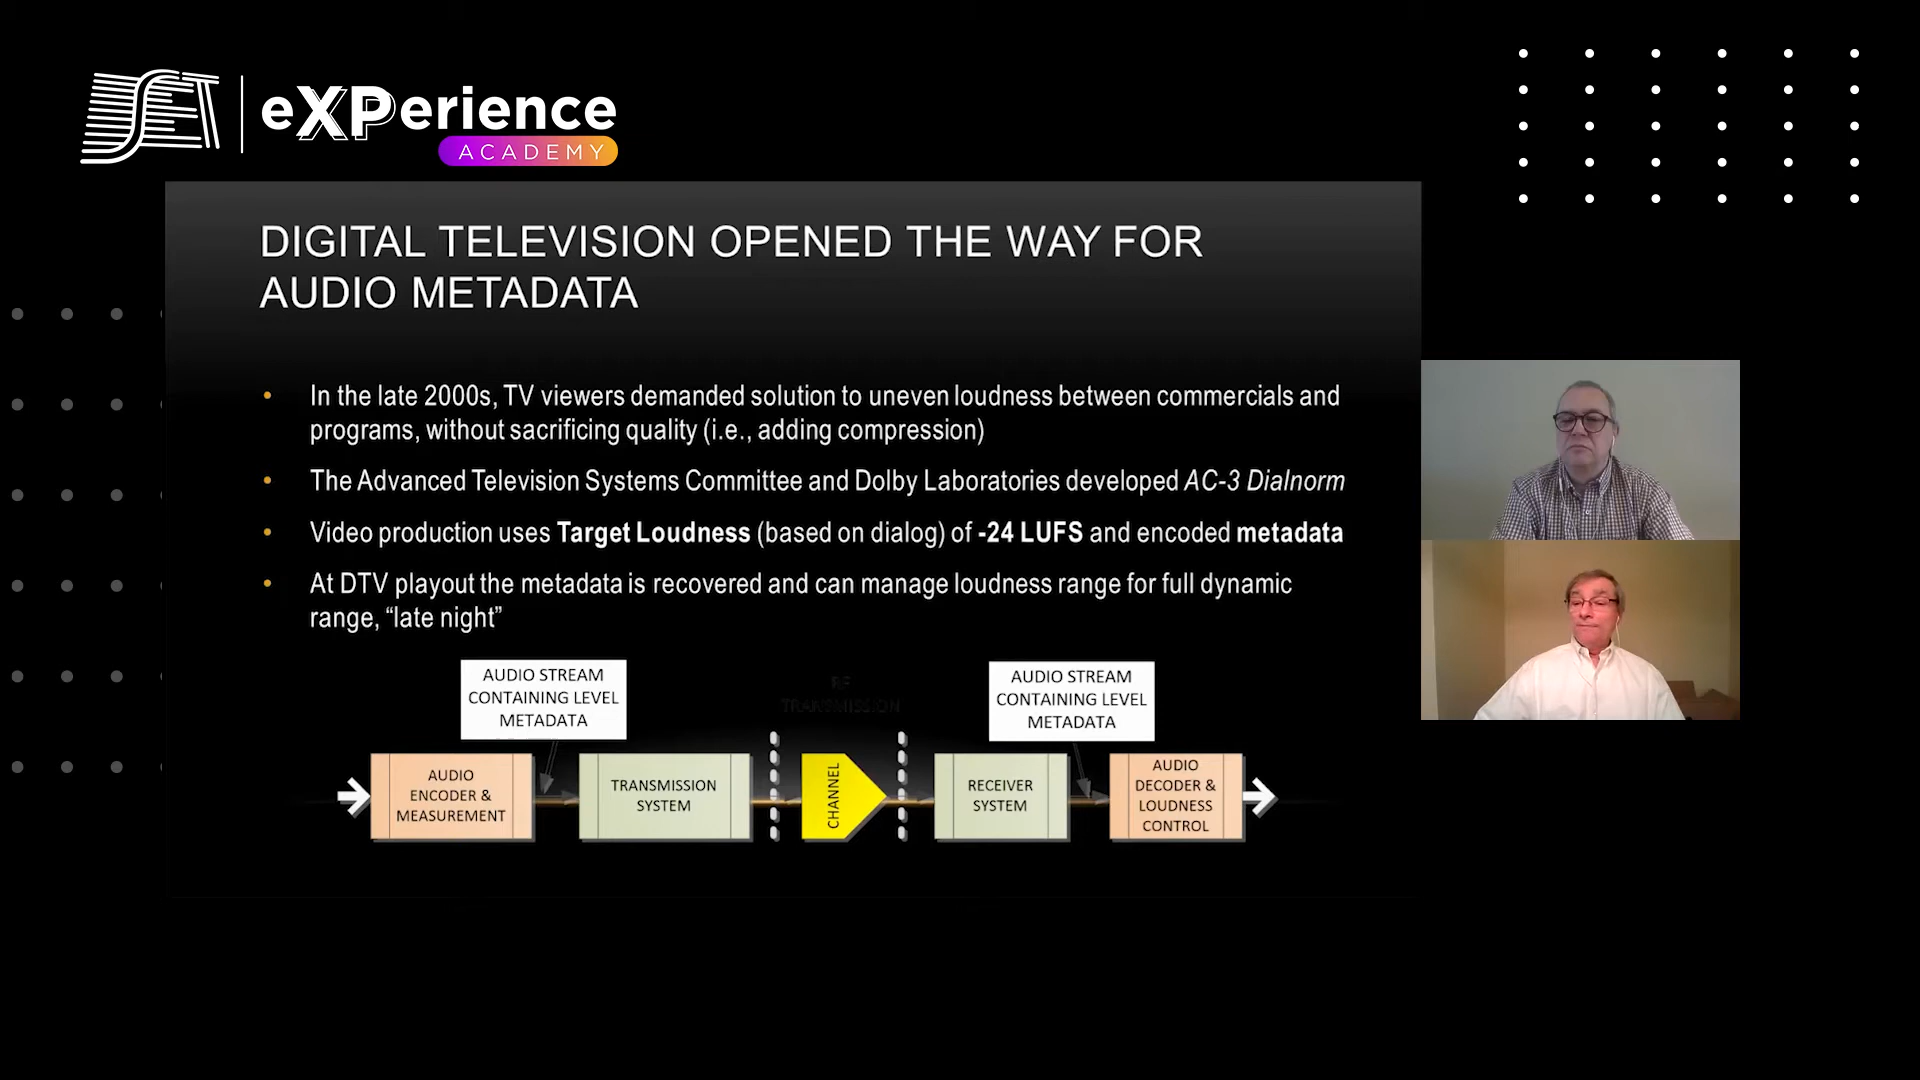 SET
eXPerience
ACADEMY
DIGITAL TELEVISION OPENED THE WAY FOR
AUDIO METADATA
• In the late 2000s, TV viewers demanded solution to uneven loudness between commercials and
programs, without sacrificing quality (i.e., adding compression)
• The Advanced Television Systems Committee and Dolby Laboratories developed AC-3 Dialnorm
• Video production uses Target Loudness (based on dialog) of -24 LUFS and encoded metadata
• At DTV playout the metadata is recovered and can manage loudness range for full dynamic
range, “late night”
AUDIO STREAM
CONTAINING LEVEL
METADATA
RF
TRANSMISSION
AUDIO STREAM
CONTAINING LEVEL
METADATA
AUDIO
ENCODER &
MEASUREMENT
TRANSMISSION
SYSTEM
CHANNEL
RECEIVER
SYSTEM
AUDIO
DECODER &
LOUDNESS
CONTROL